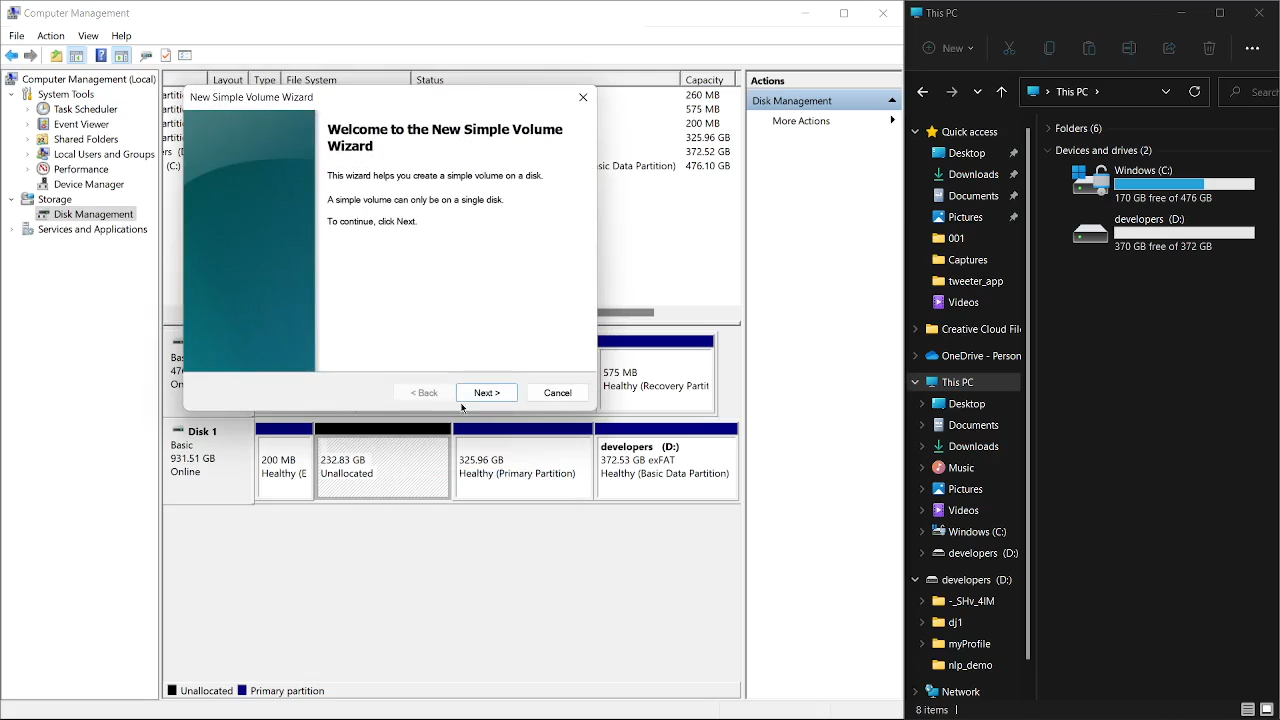 Computer Management
File Action View Help
Computer Management (Local)
System Tools
Task Scheduler
Event Viewer
Shared Folders
Local Users and Groups
Performance
Device Manager
Storage
Disk Management
Services and Applications
Layout Type File System Status Capacity
260 MB
575 MB
200 MB
325.96 GB
372.52 GB
(C:) sic Data Partition) 476.10 GB
New Simple Volume Wizard
Welcome to the New Simple Volume
Wizard
This wizard helps you create a simple volume on a disk.
A simple volume can only be on a single disk.
To continue, click Next.
< Back Next > Cancel
575 MB
Healthy (Recovery Partit
Disk 1
Basic
931.51 GB
Online
200 MB
Healthy (E
232.83 GB
Unallocated
325.96 GB
Healthy (Primary Partition)
developers (D:)
372.53 GB exFAT
Healthy (Basic Data Partition)
Unallocated Primary partition
Actions
Disk Management
More Actions
This PC
New
This PC
Search
Quick access
Desktop
Downloads
Documents
Pictures
001
Captures
tweeter_app
Videos
Creative Cloud Fil
OneDrive - Person
This PC
Desktop
Documents
Downloads
Music
Pictures
Videos
Windows (C:)
developers (D:)
developers (D:)
-_SHv_4IM
dj1
myProfile
nlp_demo
Network
8 items
Folders (6)
Devices and drives (2)
Windows (C:)
170 GB free of 476 GB
developers (D:)
370 GB free of 372 GB